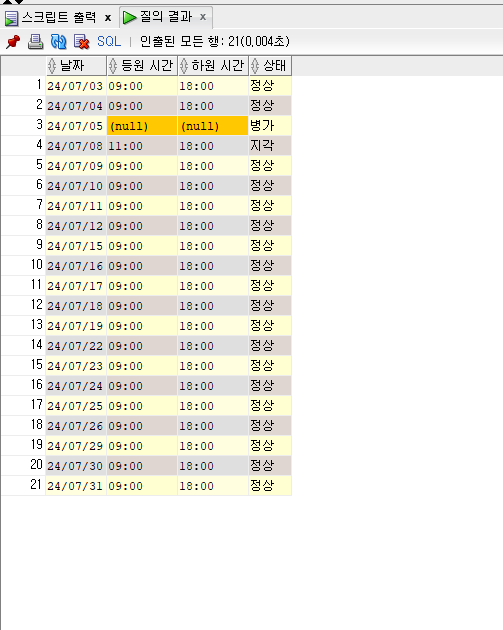 스크립트 출력 x 질의 결과 x
SQL | 인출된 모든 행: 21(0,004초)
날짜 등원 시간 하원 시간 상태
1 24/07/03 09:00 18:00 정상
2 24/07/04 09:00 18:00 정상
3 24/07/05 (null) (null) 병가
4 24/07/08 11:00 18:00 지각
5 24/07/09 09:00 18:00 정상
6 24/07/10 09:00 18:00 정상
7 24/07/11 09:00 18:00 정상
8 24/07/12 09:00 18:00 정상
9 24/07/15 09:00 18:00 정상
10 24/07/16 09:00 18:00 정상
11 24/07/17 09:00 18:00 정상
12 24/07/18 09:00 18:00 정상
13 24/07/19 09:00 18:00 정상
14 24/07/22 09:00 18:00 정상
15 24/07/23 09:00 18:00 정상
16 24/07/24 09:00 18:00 정상
17 24/07/25 09:00 18:00 정상
18 24/07/26 09:00 18:00 정상
19 24/07/29 09:00 18:00 정상
20 24/07/30 09:00 18:00 정상
21 24/07/31 09:00 18:00 정상